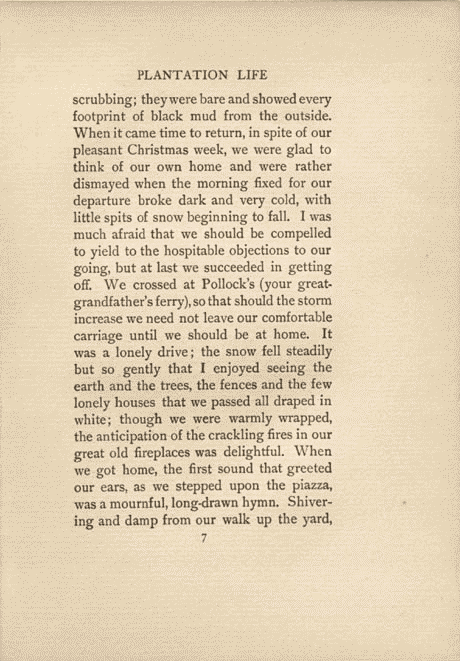 PLANTATION LIFE
scrubbing; they were bare and showed every
footprint of black mud from the outside.
When it came time to return, in spite of our
pleasant Christmas week, we were glad to
think of our own home and were rather
dismayed when the morning fixed for our
departure broke dark and very cold, with
little spits of snow beginning to fall. I was
much afraid that we should be compelled
to yield to the hospitable objections to our
going, but at last we succeeded in getting
off. We crossed at Pollock's (your great-
grandfather's ferry), so that should the storm
increase we need not leave our comfortable
carriage until we should be at home. It
was a lonely drive; the snow fell steadily
but so gently that I enjoyed seeing the
earth and the trees, the fences and the few
lonely houses that we passed all draped in
white; though we were warmly wrapped,
the anticipation of the crackling fires in our
great old fireplaces was delightful. When
we got home, the first sound that greeted
our ears, as we stepped upon the piazza,
was a mournful, long-drawn hymn. Shiver-
ing and damp from our walk up the yard,
7